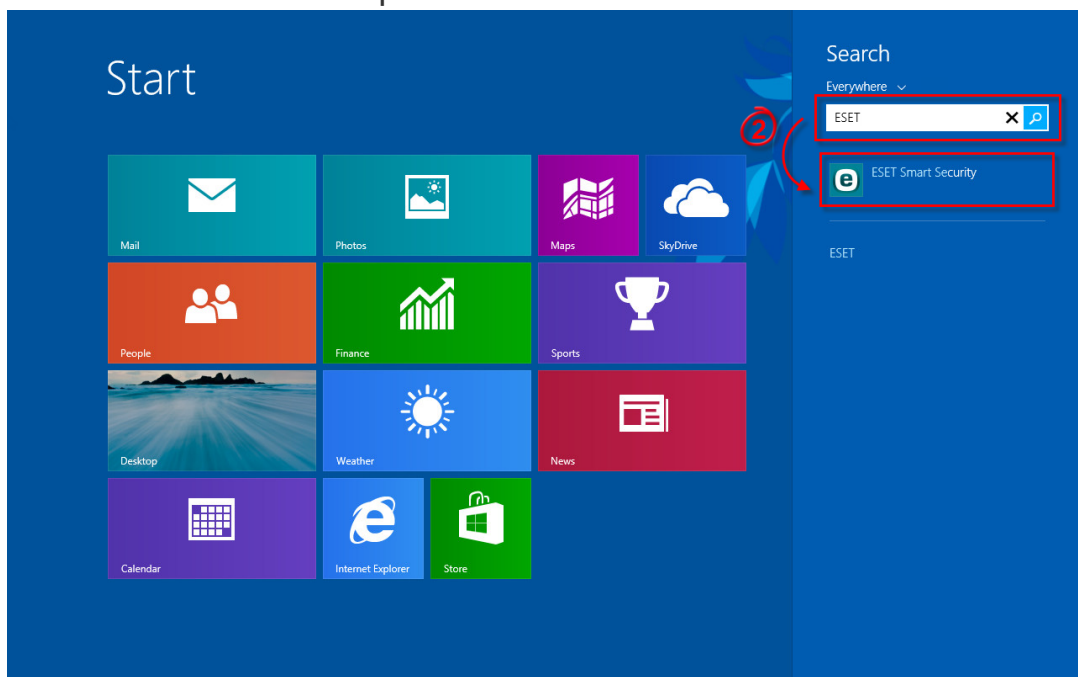 Start
Search
Everywhere
ESET
2
ESET Smart Security
ESET
Mail
Photos
Maps
SkyDrive
People
Finance
Sports
Desktop
Weather
News
Calendar
Internet Explorer
Store